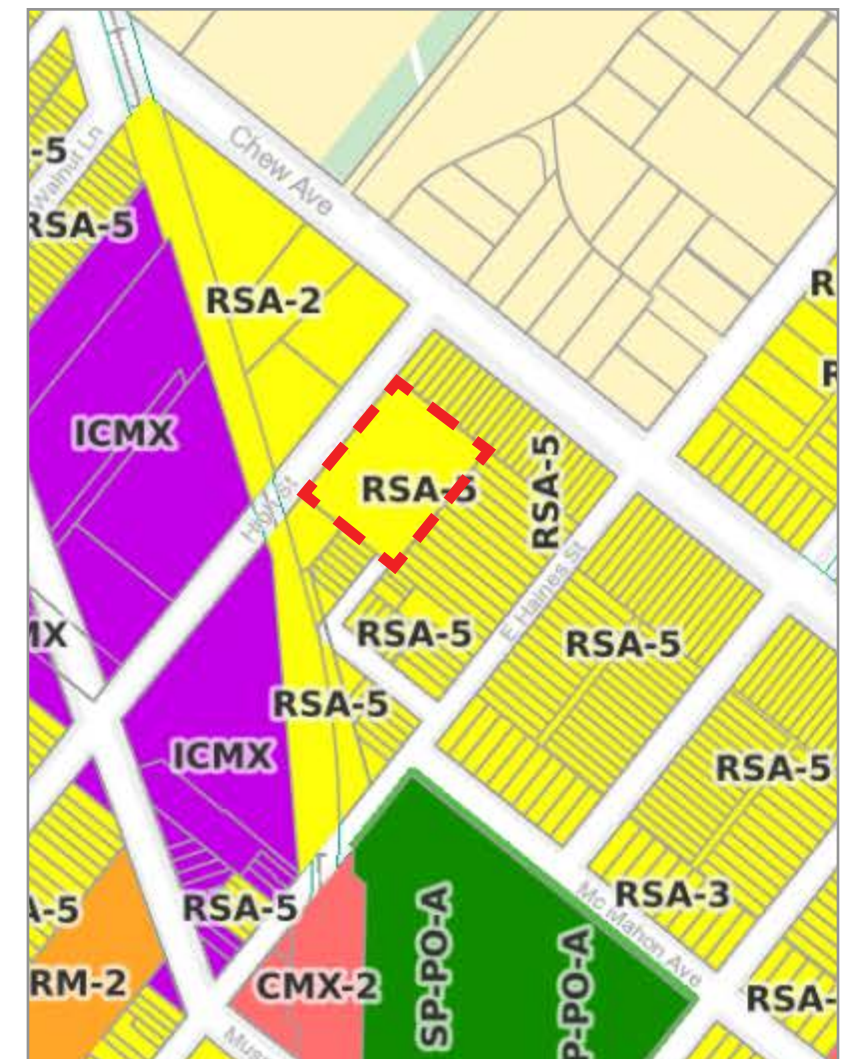 -5
Walnut Ln
RSA-5
Chew Ave
RSA-2
R
R
ICMX
RSA-5
High St
RSA-5
E Haines St
MX
RSA-5
RSA-5
RSA-5
ICMX
RSA-5
RSA-3
A-5
RSA-5
Mc Mahon Ave
RM-2
CMX-2
SP-PO-A
P-PO-A
RSA-